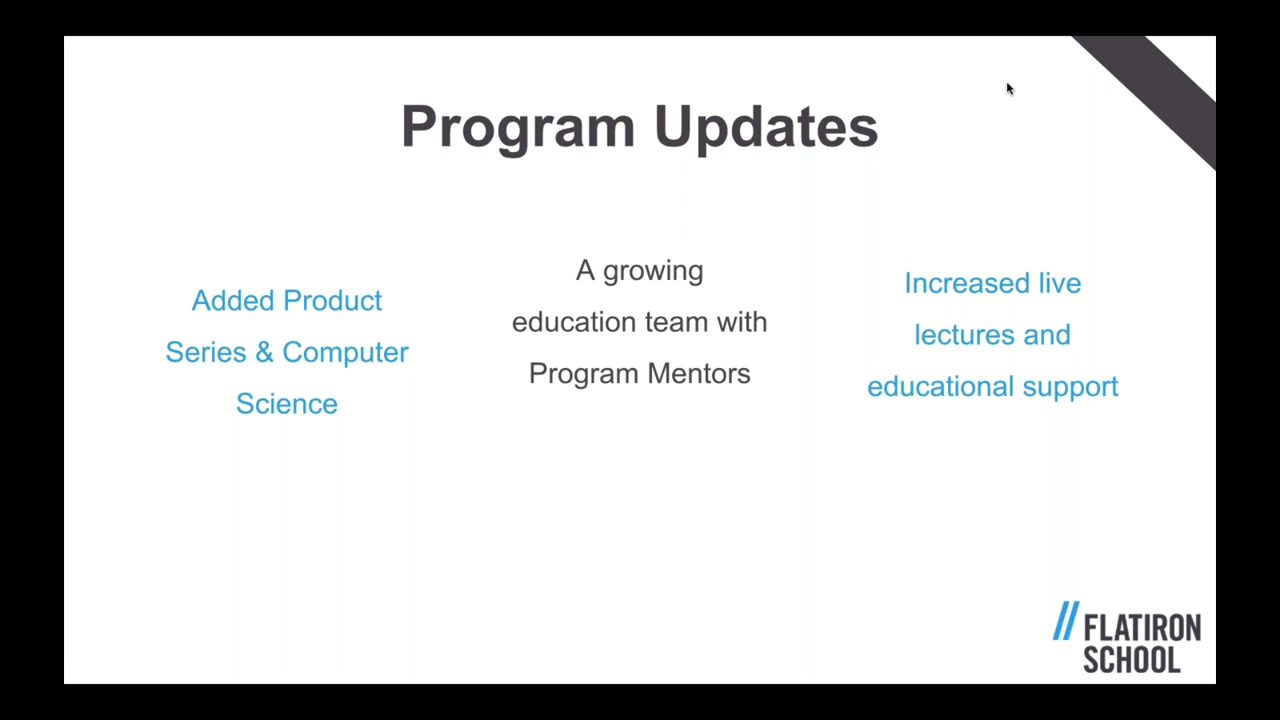 Program Updates
Added Product
Series & Computer
Science
A growing
education team with
Program Mentors
Increased live
lectures and
educational support
// FLATIRON
SCHOOL